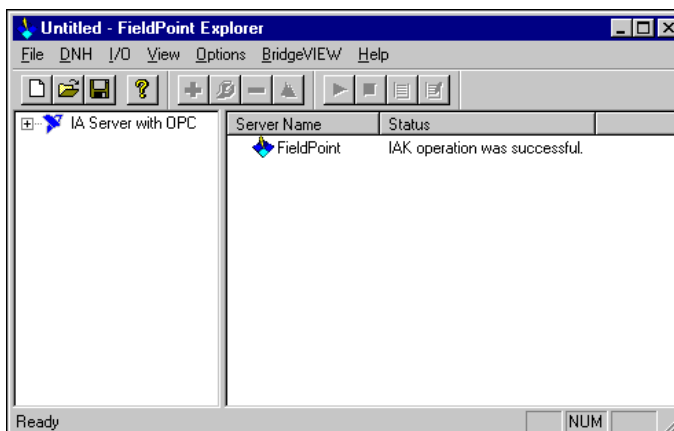 Untitled - FieldPoint Explorer
File DNH I/O View Options BridgeVIEW Help
IA Server with OPC
Server Name Status
FieldPoint IAK operation was successful.
Ready NUM